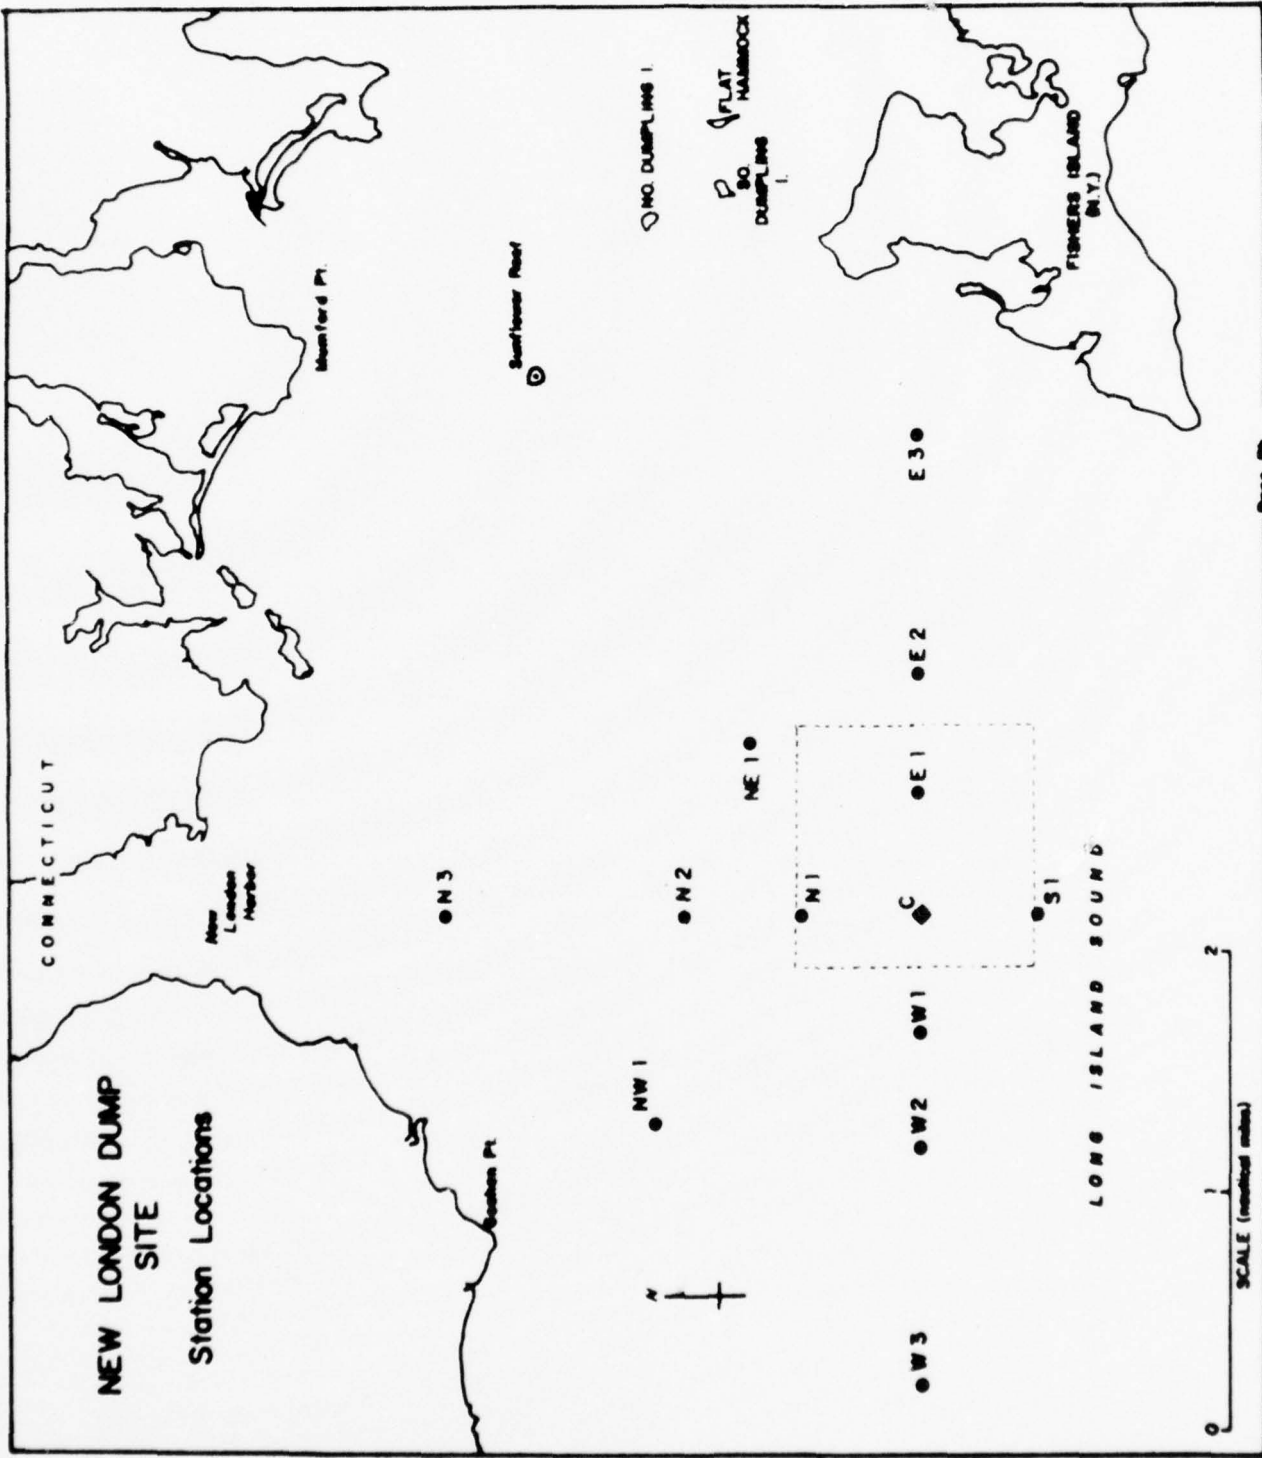 NEW LONDON DUMP
SITE
Station Locations
CONNECTICUT
New
London
Harbor
Mumford Pt.
Goshen Pt.
Sunflower Reef
NO. DUMPLING I.
FLAT
HAMMOCK
SO.
DUMPLING
I.
FISHERS ISLAND
(N.Y.)
N
N 3
N 2
N 1
NW 1
NE 1
W 3
W 2
W 1
C
E 1
E 2
E 3
S 1
LONG ISLAND SOUND
0
1
2
SCALE (nautical miles)